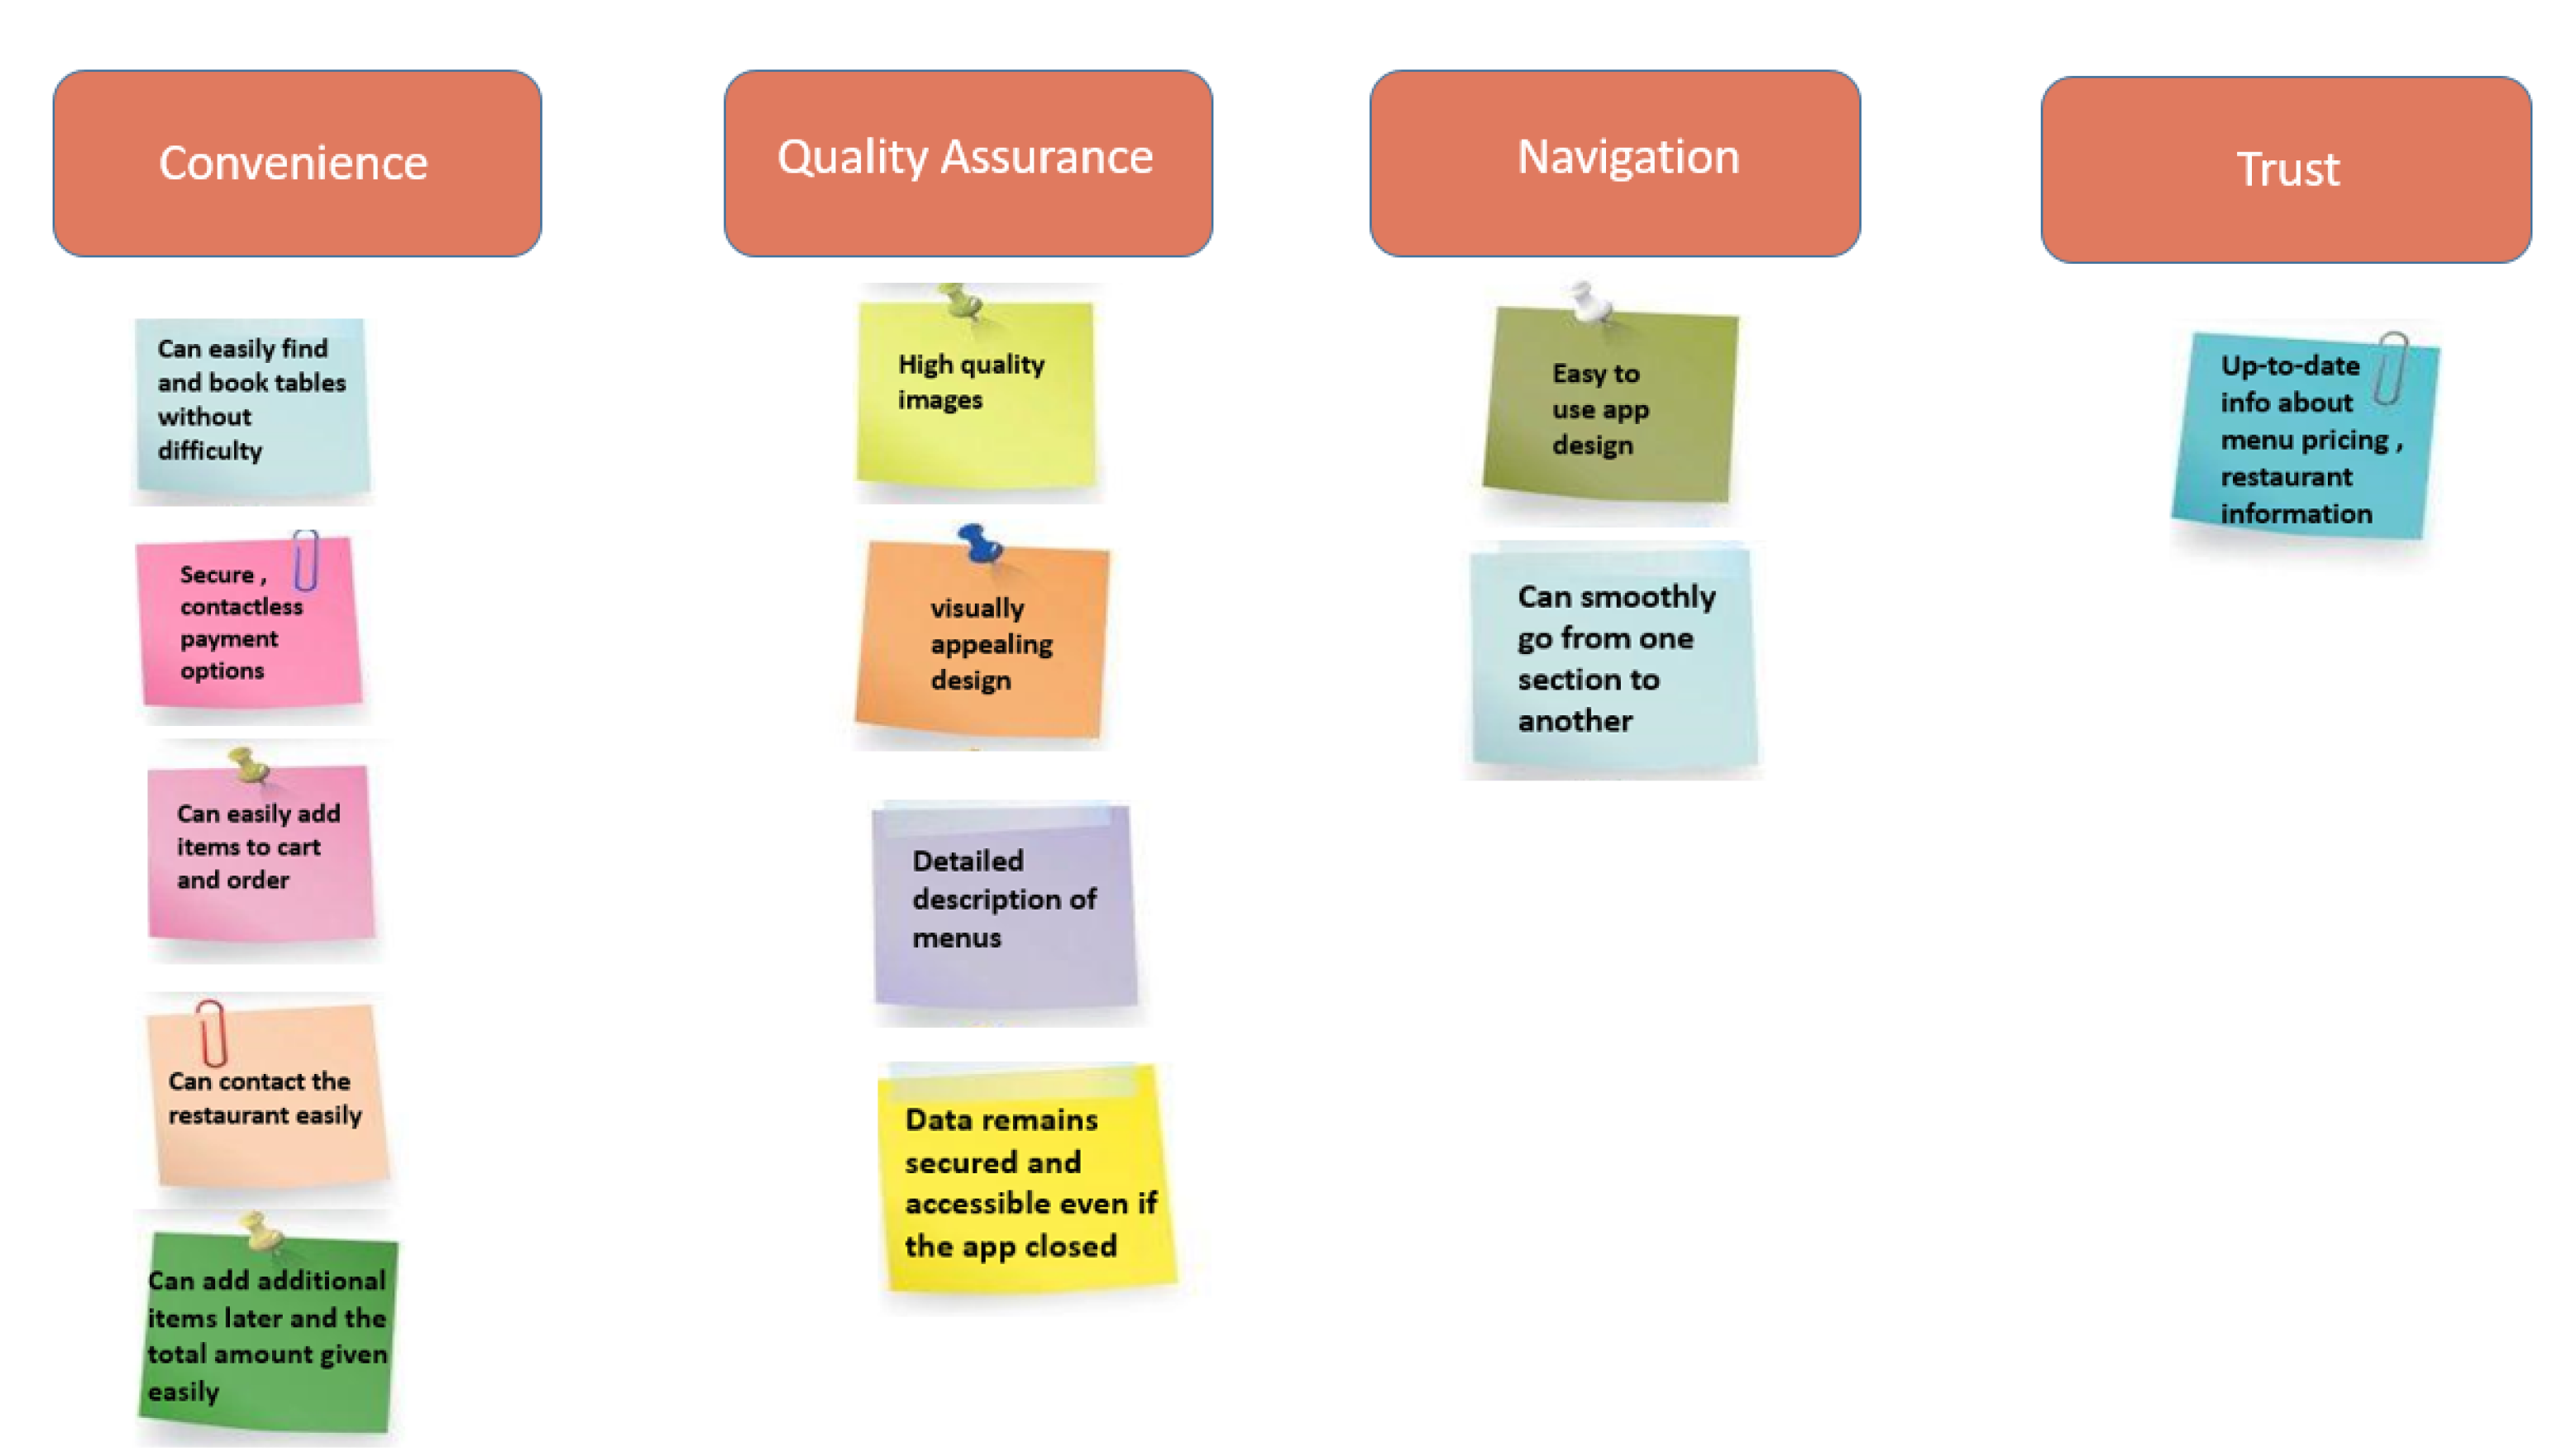 Convenience
Can easily find
and book tables
without
difficulty
Secure ,
contactless
payment
options
Can easily add
items to cart
and order
Can contact the
restaurant easily
Can add additional
items later and the
total amount given
easily
Quality Assurance
High quality
images
visually
appealing
design
Detailed
description of
menus
Data remains
secured and
accessible even if
the app closed
Navigation
Easy to
use app
design
Can smoothly
go from one
section to
another
Trust
Up-to-date
info about
menu pricing ,
restaurant
information